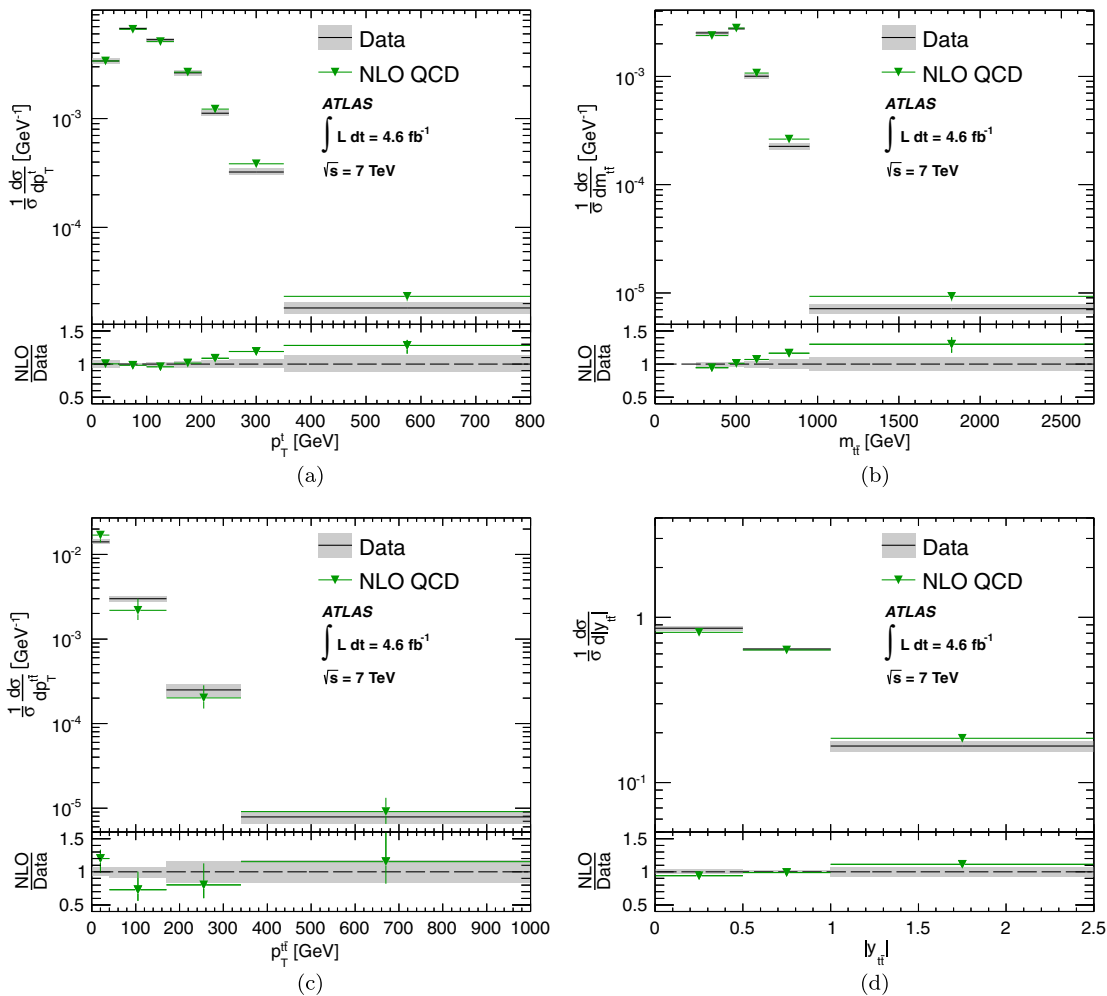 Data
NLO QCD
ATLAS
∫ L dt = 4.6 fb⁻¹
√s = 7 TeV
1/σ dσ/dp_T^t [GeV⁻¹]
10⁻³
10⁻⁴
NLO/Data
1.5
1
0.5
0 100 200 300 400 500 600 700 800
p_T^t [GeV]
(a)
Data
NLO QCD
ATLAS
∫ L dt = 4.6 fb⁻¹
√s = 7 TeV
1/σ dσ/dm_tt̄ [GeV⁻¹]
10⁻³
10⁻⁴
10⁻⁵
NLO/Data
1.5
1
0.5
0 500 1000 1500 2000 2500
m_tt̄ [GeV]
(b)
Data
NLO QCD
ATLAS
∫ L dt = 4.6 fb⁻¹
√s = 7 TeV
1/σ dσ/dp_T^tt̄ [GeV⁻¹]
10⁻²
10⁻³
10⁻⁴
10⁻⁵
NLO/Data
1.5
1
0.5
0 100 200 300 400 500 600 700 800 900 1000
p_T^tt̄ [GeV]
(c)
Data
NLO QCD
ATLAS
∫ L dt = 4.6 fb⁻¹
√s = 7 TeV
1/σ dσ/d|y_tt̄|
1
10⁻¹
NLO/Data
1.5
1
0.5
0 0.5 1 1.5 2 2.5
|y_tt̄|
(d)